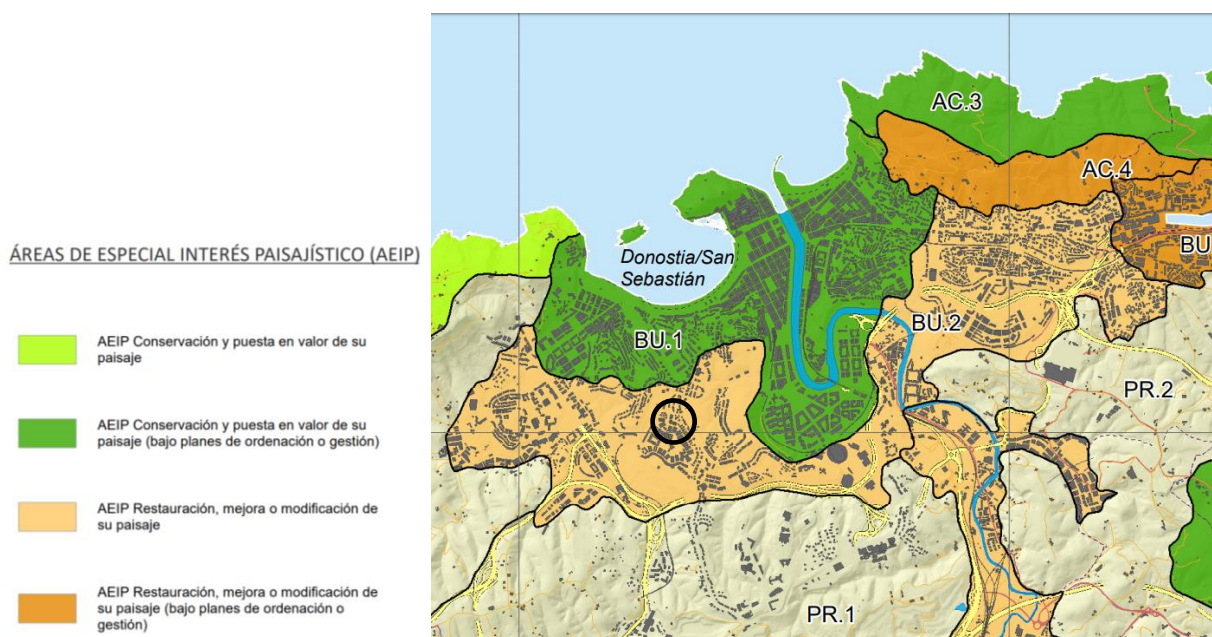 ÁREAS DE ESPECIAL INTERÉS PAISAJÍSTICO (AEIP)
AEIP Conservación y puesta en valor de su
paisaje
AEIP Conservación y puesta en valor de su
paisaje (bajo planes de ordenación o gestión)
AEIP Restauración, mejora o modificación de
su paisaje
AEIP Restauración, mejora o modificación de
su paisaje (bajo planes de ordenación o
gestión)
AC.3
AC.4
Donostia/San
Sebastián
BU
BU.1
BU.2
PR.2
PR.1